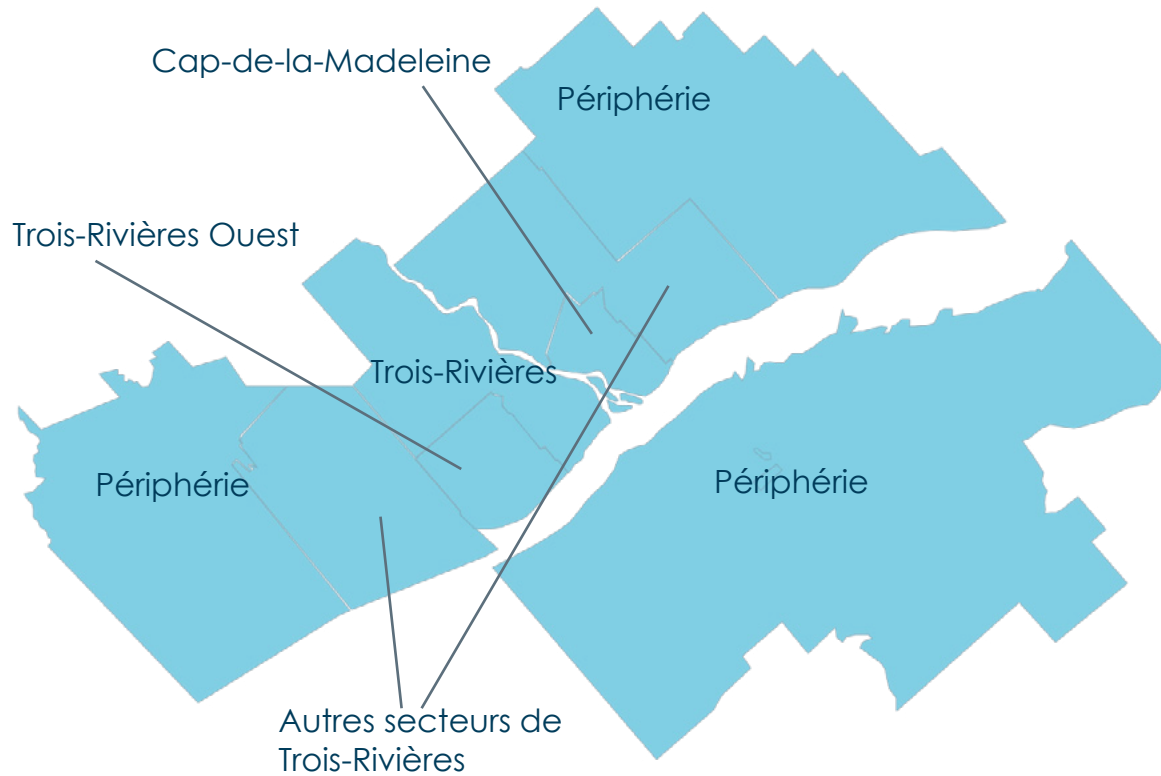 Cap-de-la-Madeleine
Périphérie
Trois-Rivières Ouest
Trois-Rivières
Périphérie
Périphérie
Autres secteurs de
Trois-Rivières